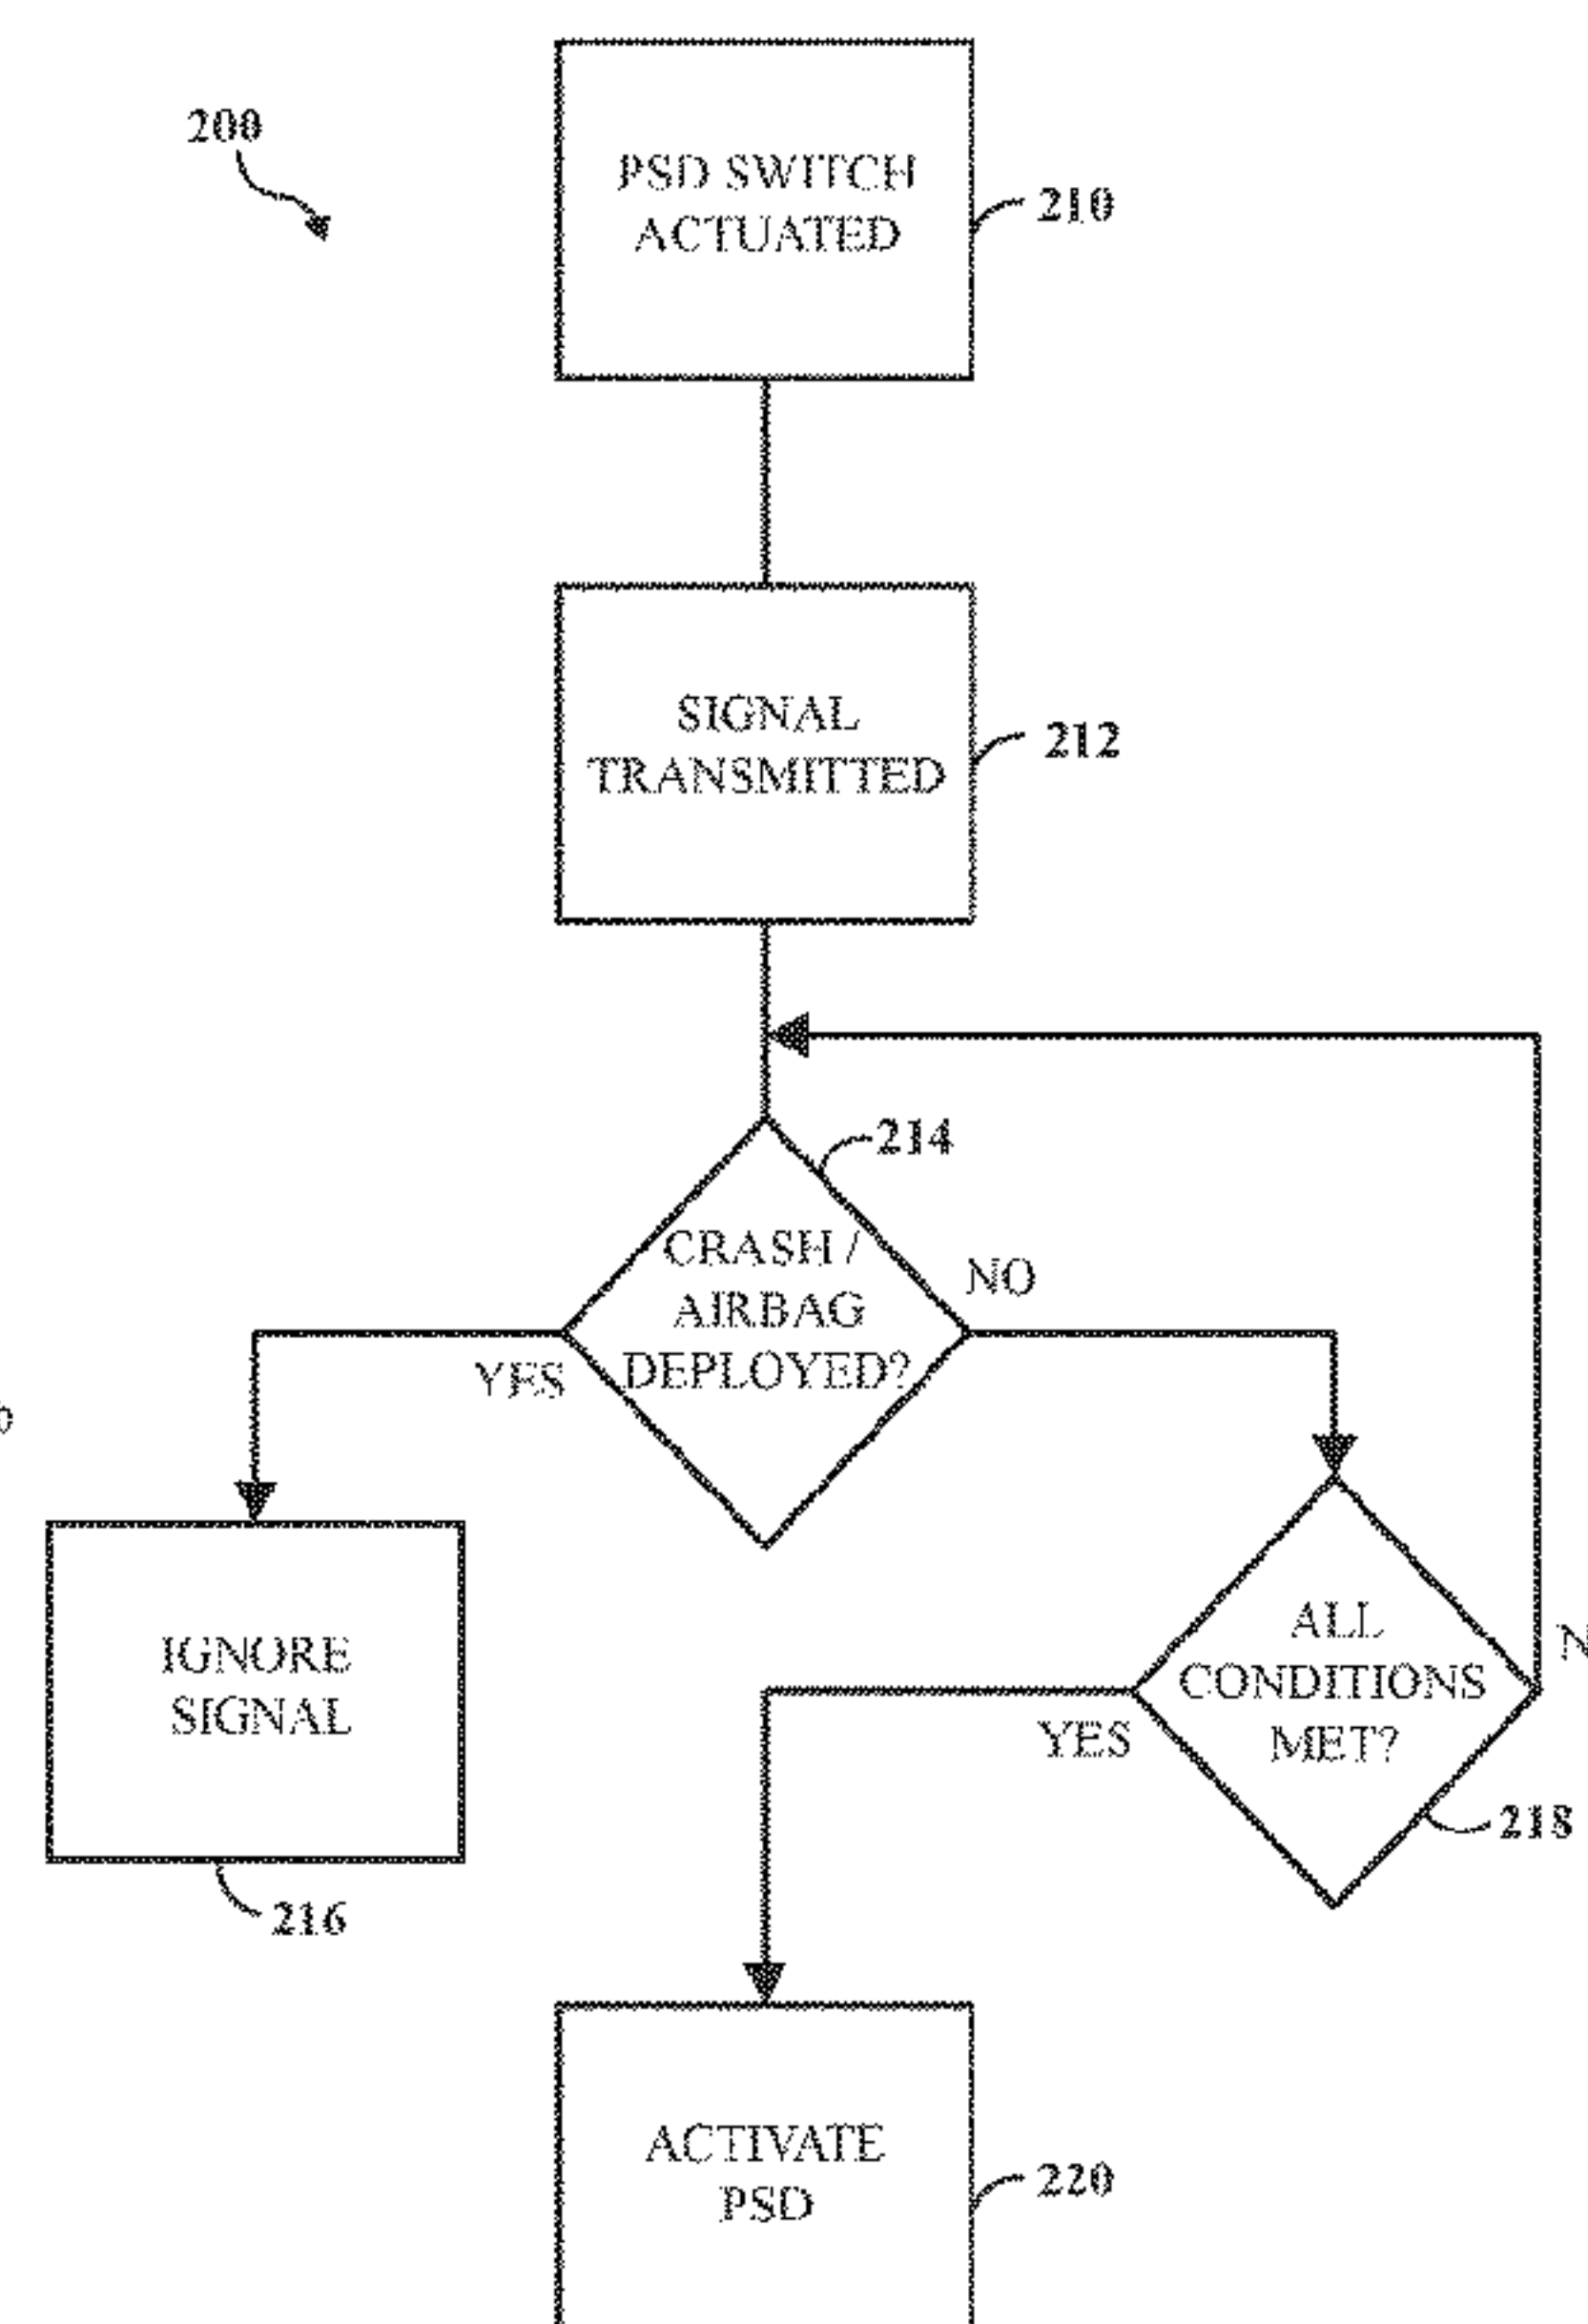 200
PSD SWITCH
ACTUATED
210
SIGNAL
TRANSMITTED
212
214
CRASH /
AIRBAG
DEPLOYED?
NO
YES
IGNORE
SIGNAL
216
ALL
CONDITIONS
MET?
YES
218
ACTIVATE
PSD
220